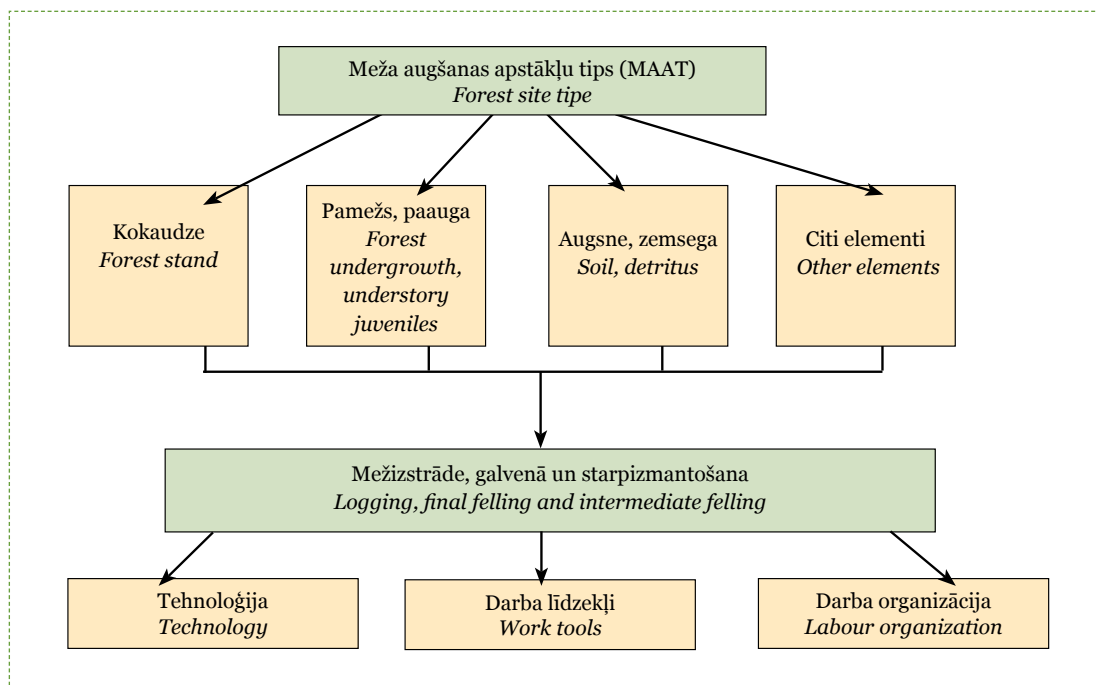 Meža augšanas apstākļu tips (MAAT)
Forest site tipe
Kokaudze
Forest stand
Pamežs, paauga
Forest
undergrowth,
understory
juveniles
Augsne, zemsega
Soil, detritus
Citi elementi
Other elements
Mežizstrāde, galvenā un starpizmantošana
Logging, final felling and intermediate felling
Tehnoloģija
Technology
Darba līdzekļi
Work tools
Darba organizācija
Labour organization